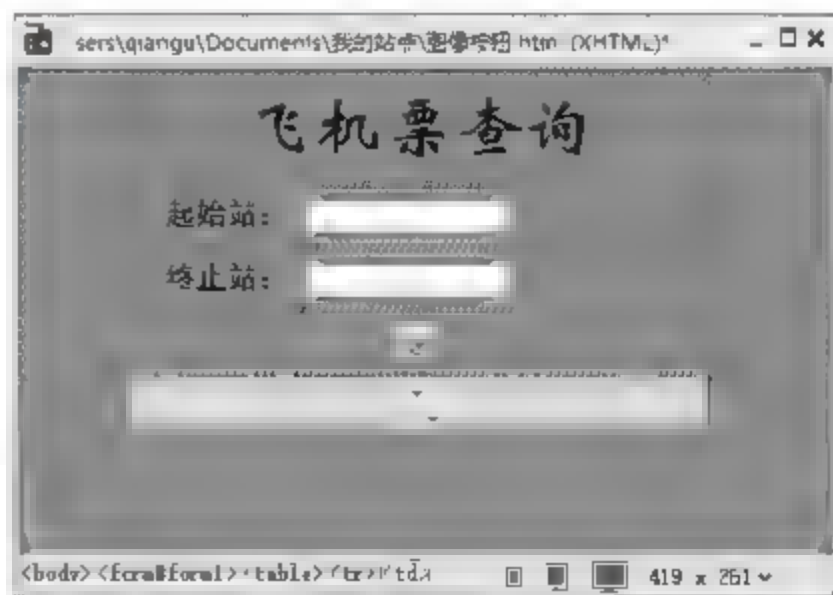 sers\qiangu\Documents\我的站点\图像按钮.htm (XHTML)*
飞机票查询
起始站：
终止站：
<body><form#form1><table><tr><td>
419 x 261